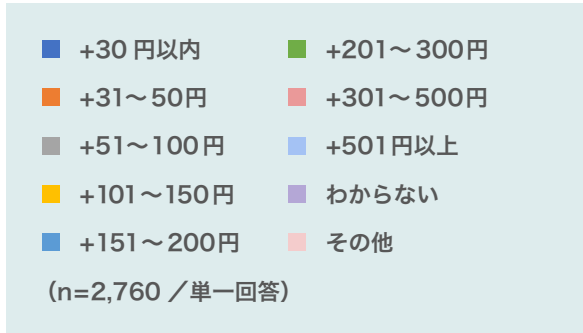 +30円以内
+31〜50円
+51〜100円
+101〜150円
+151〜200円
+201〜300円
+301〜500円
+501円以上
わからない
その他
（n=2,760／単一回答）